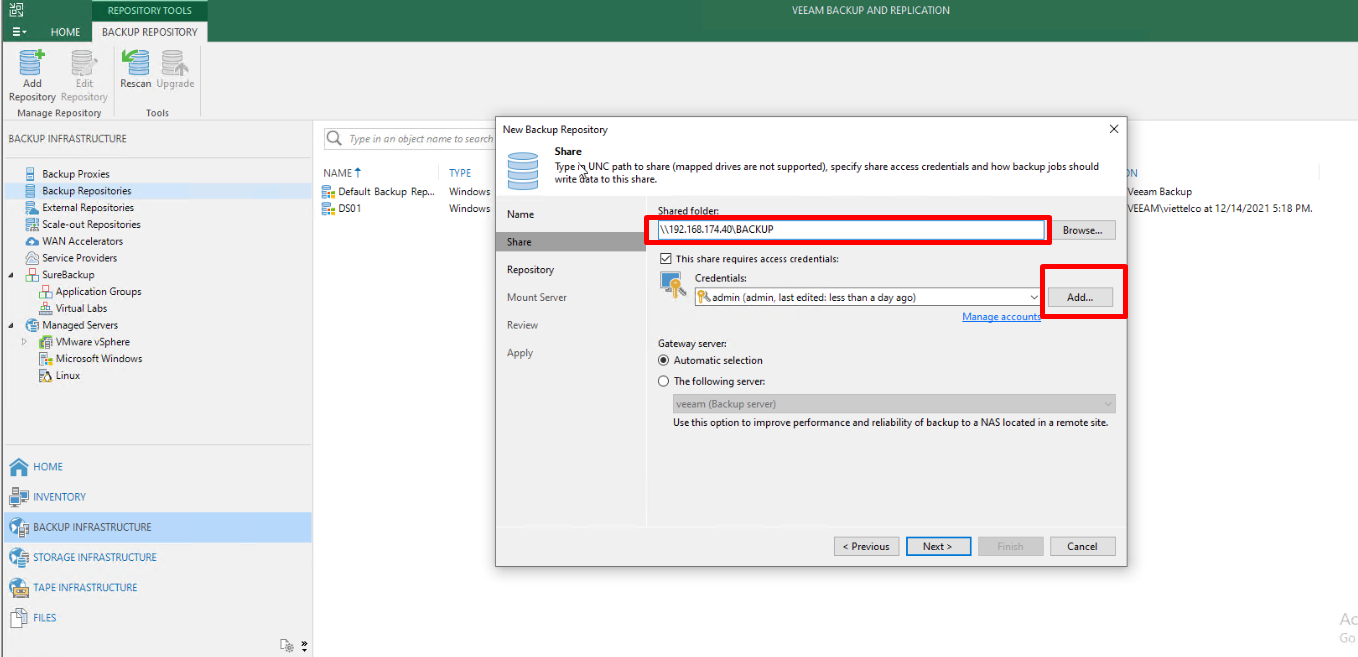 REPOSITORY TOOLS
VEEAM BACKUP AND REPLICATION
HOME
BACKUP REPOSITORY
Add Repository
Edit Repository
Rescan
Upgrade
Manage Repository
Tools
BACKUP INFRASTRUCTURE
Backup Proxies
Backup Repositories
External Repositories
Scale-out Repositories
WAN Accelerators
Service Providers
SureBackup
Application Groups
Virtual Labs
Managed Servers
VMware vSphere
Microsoft Windows
Linux
HOME
INVENTORY
BACKUP INFRASTRUCTURE
STORAGE INFRASTRUCTURE
TAPE INFRASTRUCTURE
FILES
Type in an object name to search
NAME
TYPE
Default Backup Rep...
Windows
Veeam Backup
DS01
Windows
VEEAM\viettelco at 12/14/2021 5:18 PM.
New Backup Repository
Share
Type in UNC path to share (mapped drives are not supported), specify share access credentials and how backup jobs should
write data to this share.
Name
Share
Repository
Mount Server
Review
Apply
Shared folder:
\\192.168.174.40\BACKUP
Browse...
This share requires access credentials:
Credentials:
admin (admin, last edited: less than a day ago)
Add...
Manage accounts
Gateway server:
Automatic selection
The following server:
veeam (Backup server)
Use this option to improve performance and reliability of backup to a NAS located in a remote site.
< Previous
Next >
Finish
Cancel
Go